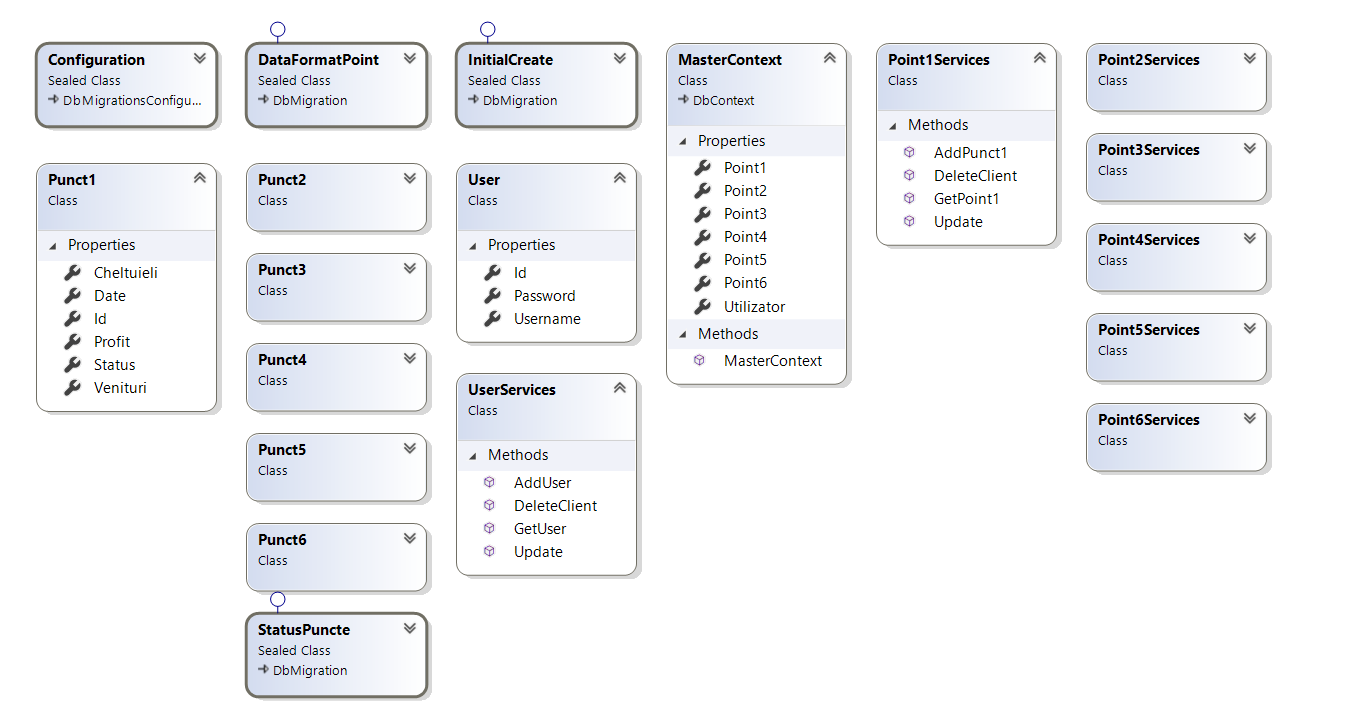 Configuration
Sealed Class
DbMigrationsConfigu...
DataFormatPoint
Sealed Class
DbMigration
InitialCreate
Sealed Class
DbMigration
MasterContext
Class
DbContext
Properties
Point1
Point2
Point3
Point4
Point5
Point6
Utilizator
Methods
MasterContext
Point1Services
Class
Methods
AddPunct1
DeleteClient
GetPoint1
Update
Point2Services
Class
Point3Services
Class
Point4Services
Class
Point5Services
Class
Point6Services
Class
Punct1
Class
Properties
Cheltuieli
Date
Id
Profit
Status
Venituri
Punct2
Class
Punct3
Class
Punct4
Class
Punct5
Class
Punct6
Class
StatusPuncte
Sealed Class
DbMigration
User
Class
Properties
Id
Password
Username
UserServices
Class
Methods
AddUser
DeleteClient
GetUser
Update